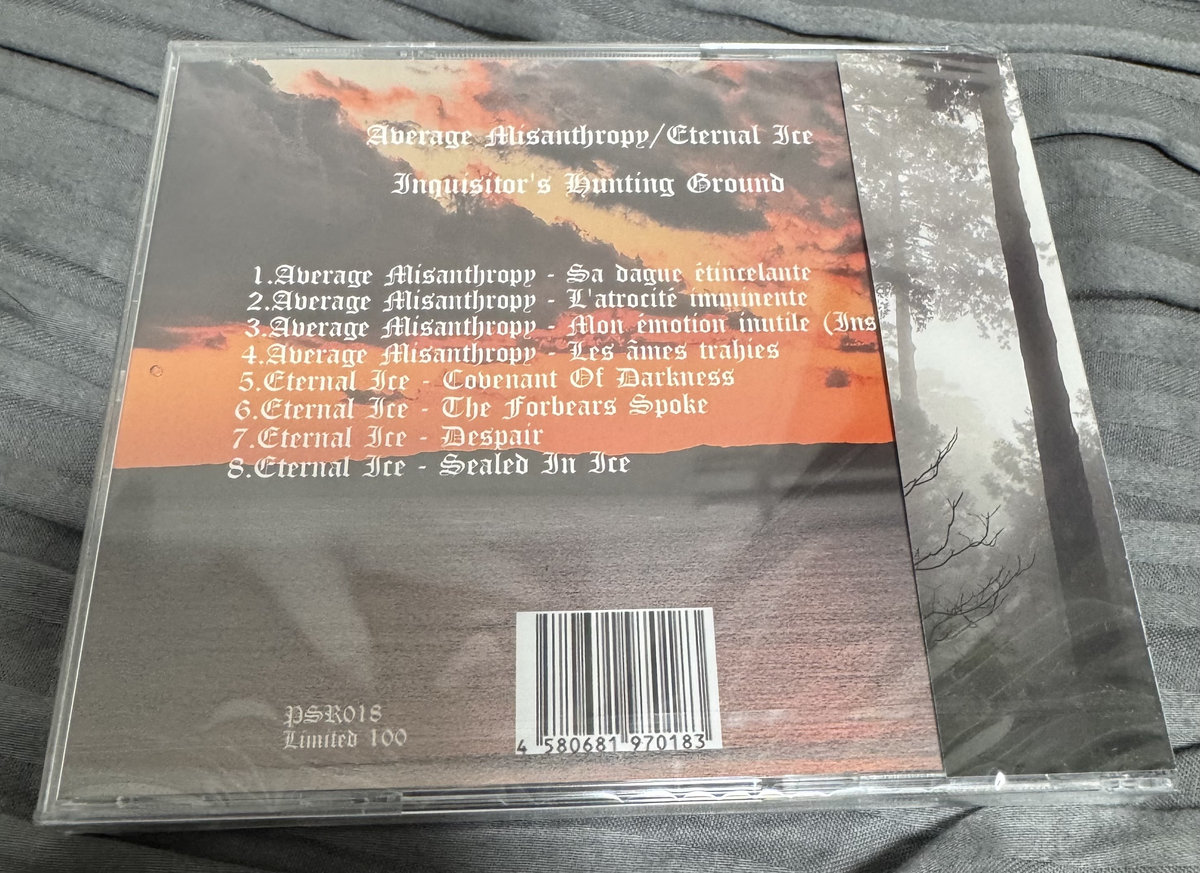 Average Misanthropy/Eternal Ice
Inquisitor's Hunting Ground
1.Average Misanthropy - Sa dague étincelante
2.Average Misanthropy - L'atrocité imminente
3.Average Misanthropy - Mon émotion inutile (Ins
4.Average Misanthropy - Les âmes trahies
5.Eternal Ice - Covenant Of Darkness
6.Eternal Ice - The Forbears Spoke
7.Eternal Ice - Despair
8.Eternal Ice - Sealed In Ice
PSR018
Limited 100
4 580681 970183